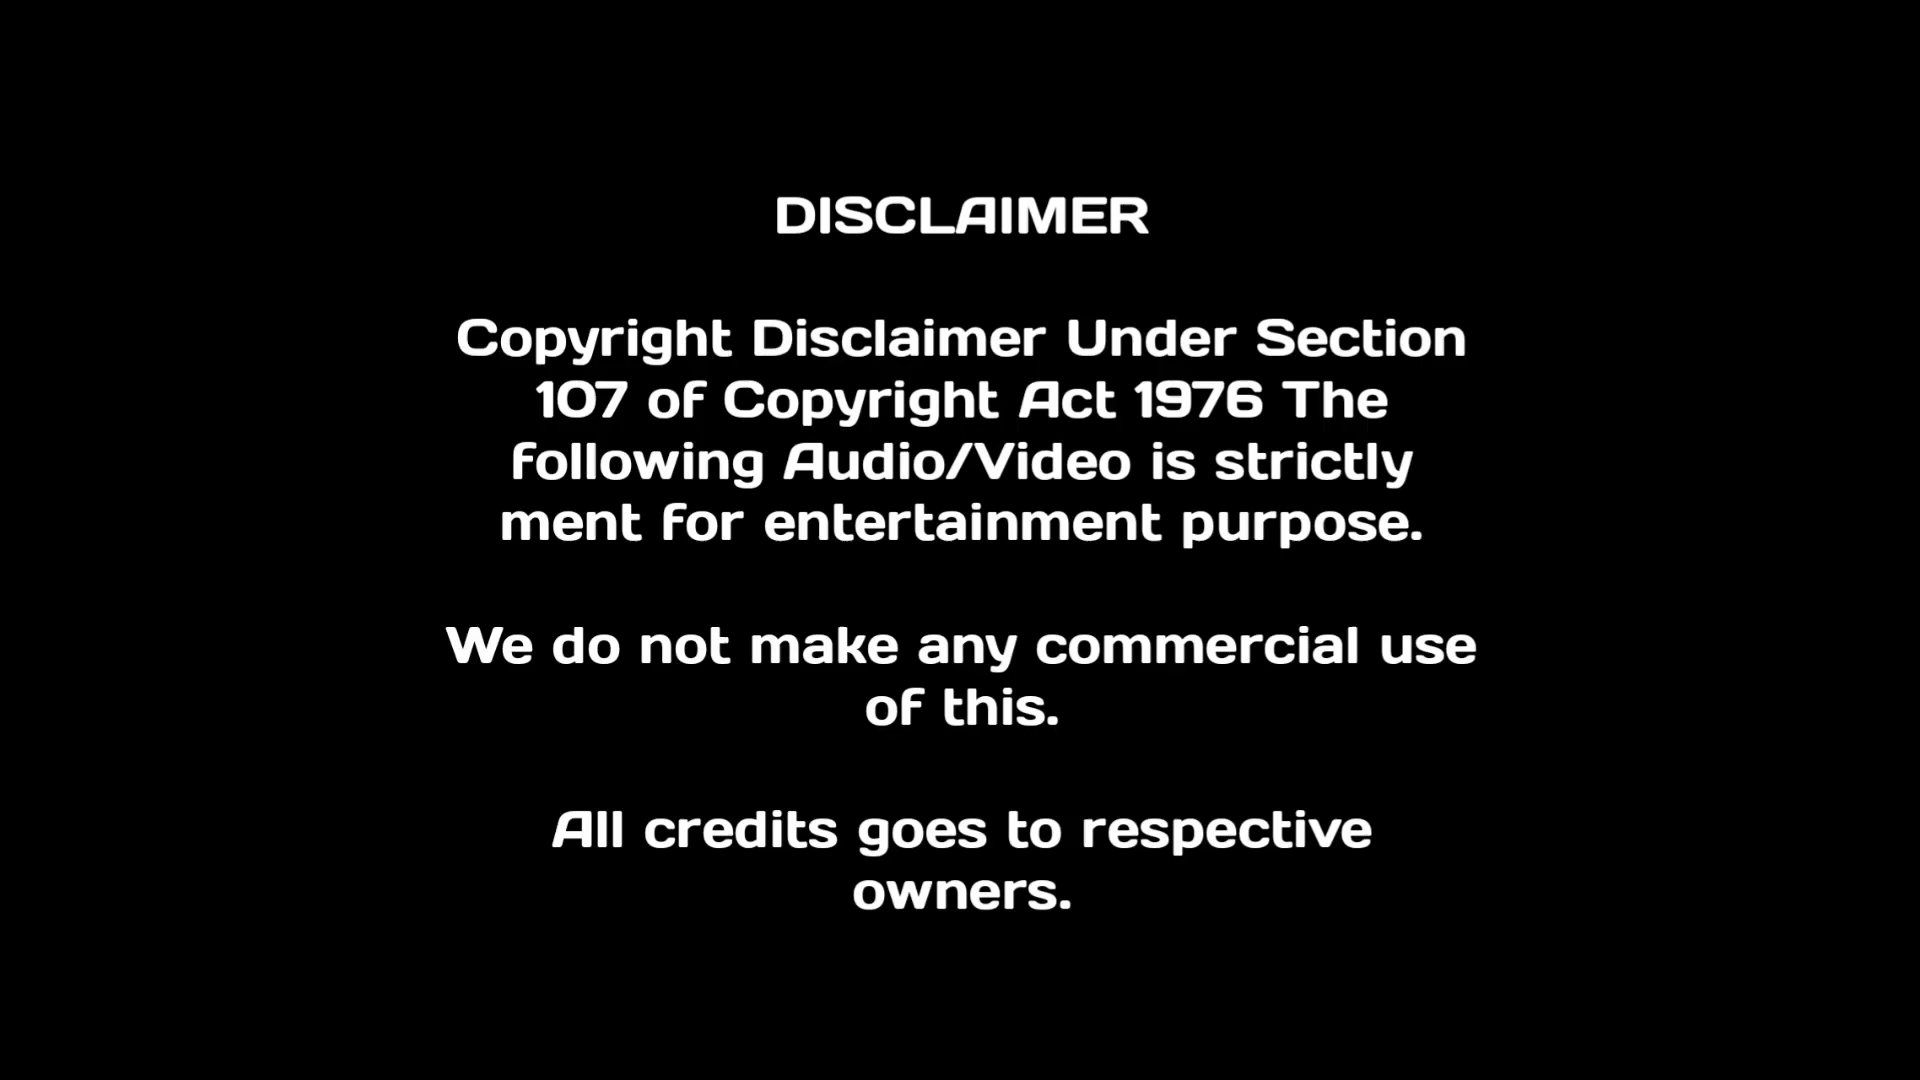 DISCLAIMER
Copyright Disclaimer Under Section
107 of Copyright Act 1976 The
following Audio/Video is strictly
ment for entertainment purpose.
We do not make any commercial use
of this.
All credits goes to respective
owners.